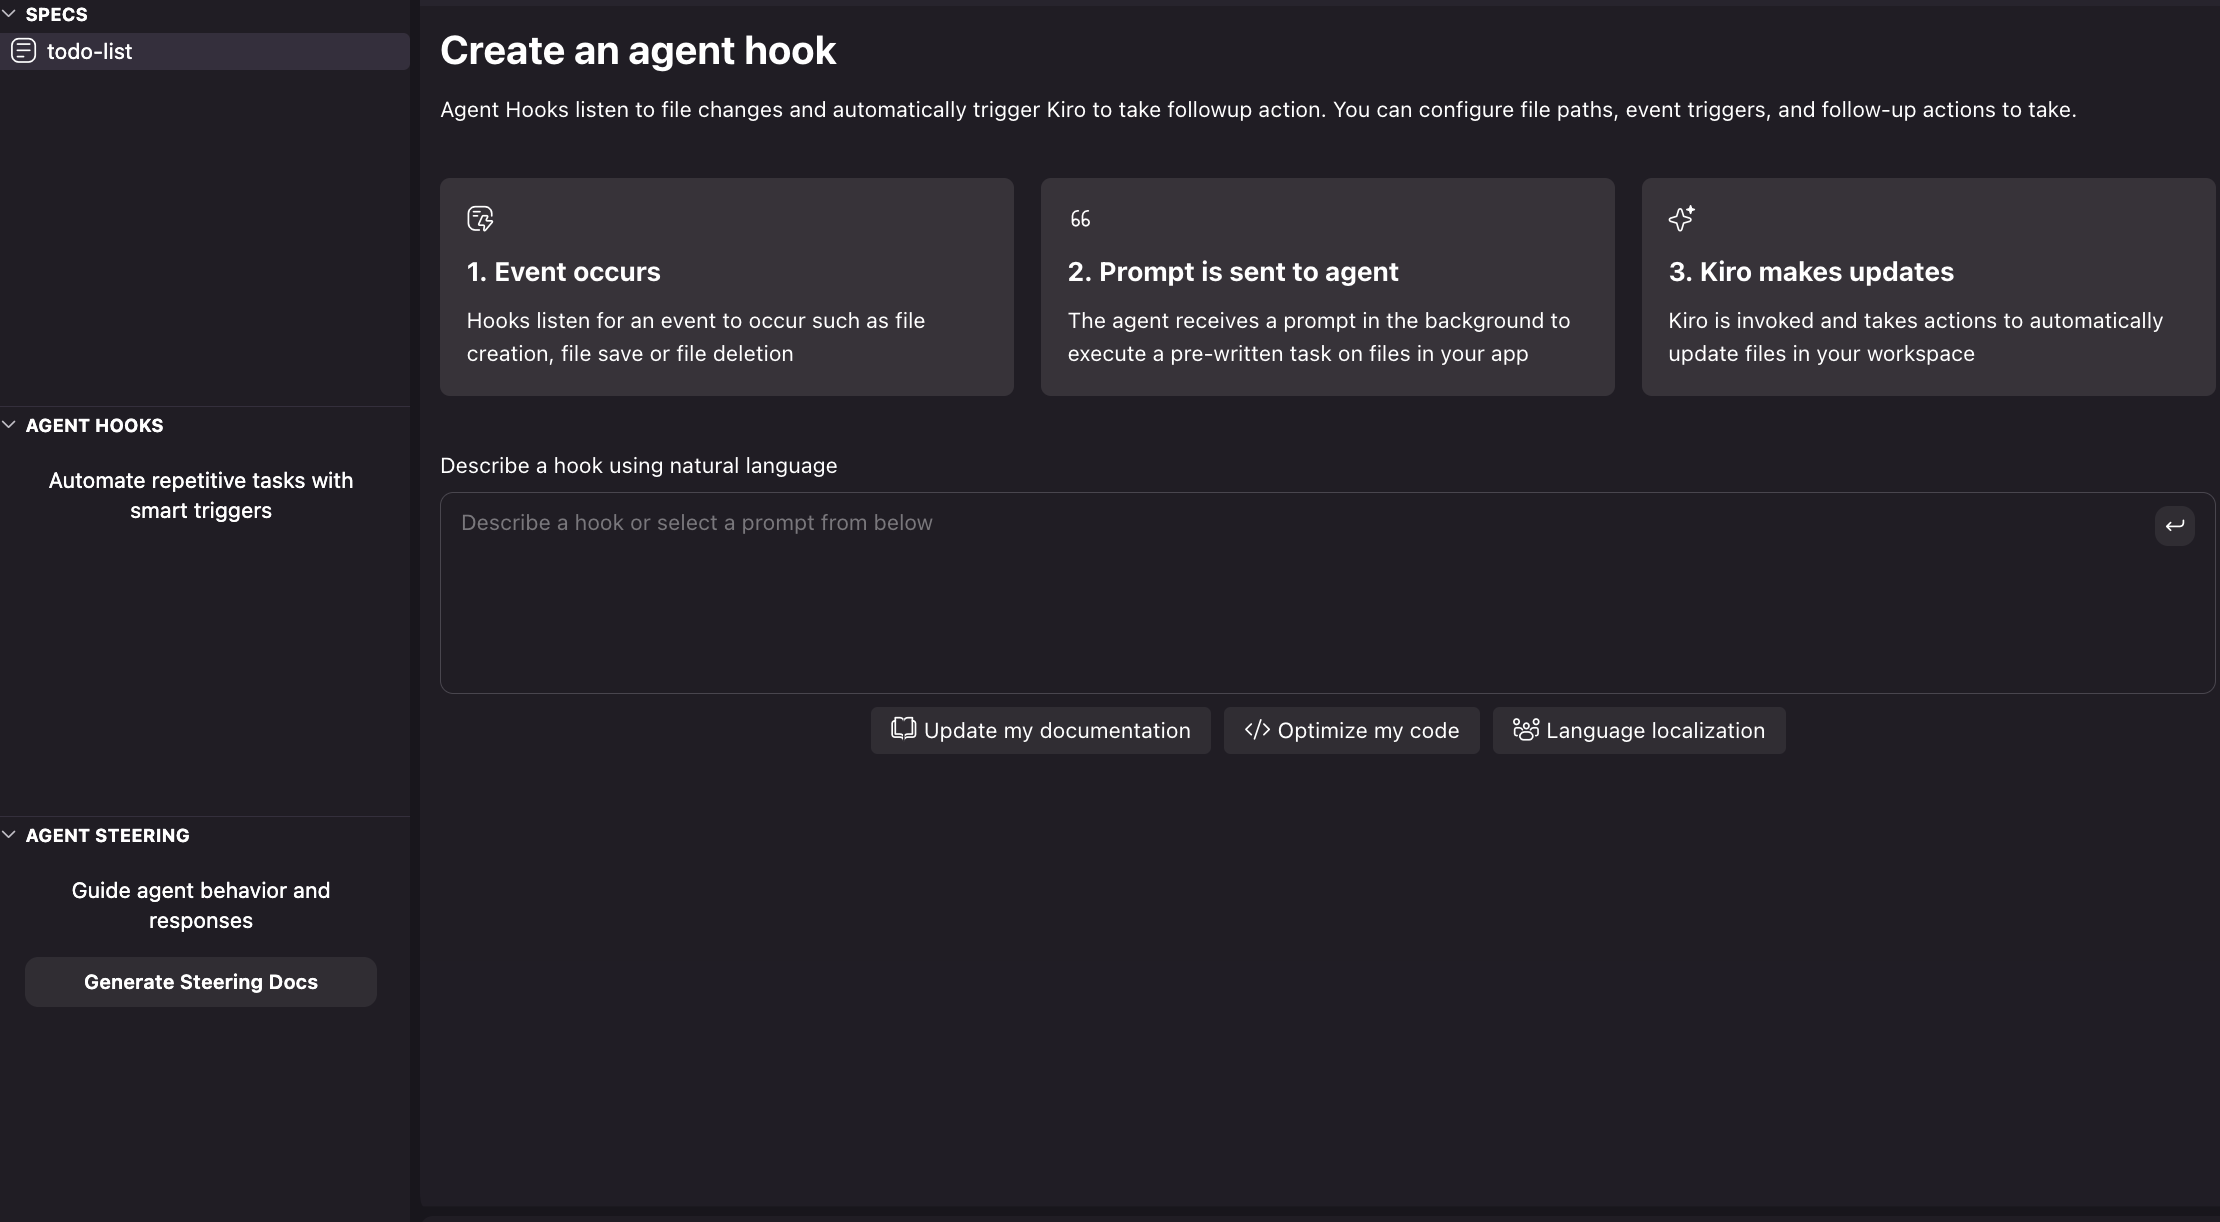 SPECS
todo-list
AGENT HOOKS
Automate repetitive tasks with
smart triggers
AGENT STEERING
Guide agent behavior and
responses
Generate Steering Docs
Create an agent hook
Agent Hooks listen to file changes and automatically trigger Kiro to take followup action. You can configure file paths, event triggers, and follow-up actions to take.
1. Event occurs
Hooks listen for an event to occur such as file
creation, file save or file deletion
2. Prompt is sent to agent
The agent receives a prompt in the background to
execute a pre-written task on files in your app
3. Kiro makes updates
Kiro is invoked and takes actions to automatically
update files in your workspace
Describe a hook using natural language
Describe a hook or select a prompt from below
Update my documentation
Optimize my code
Language localization